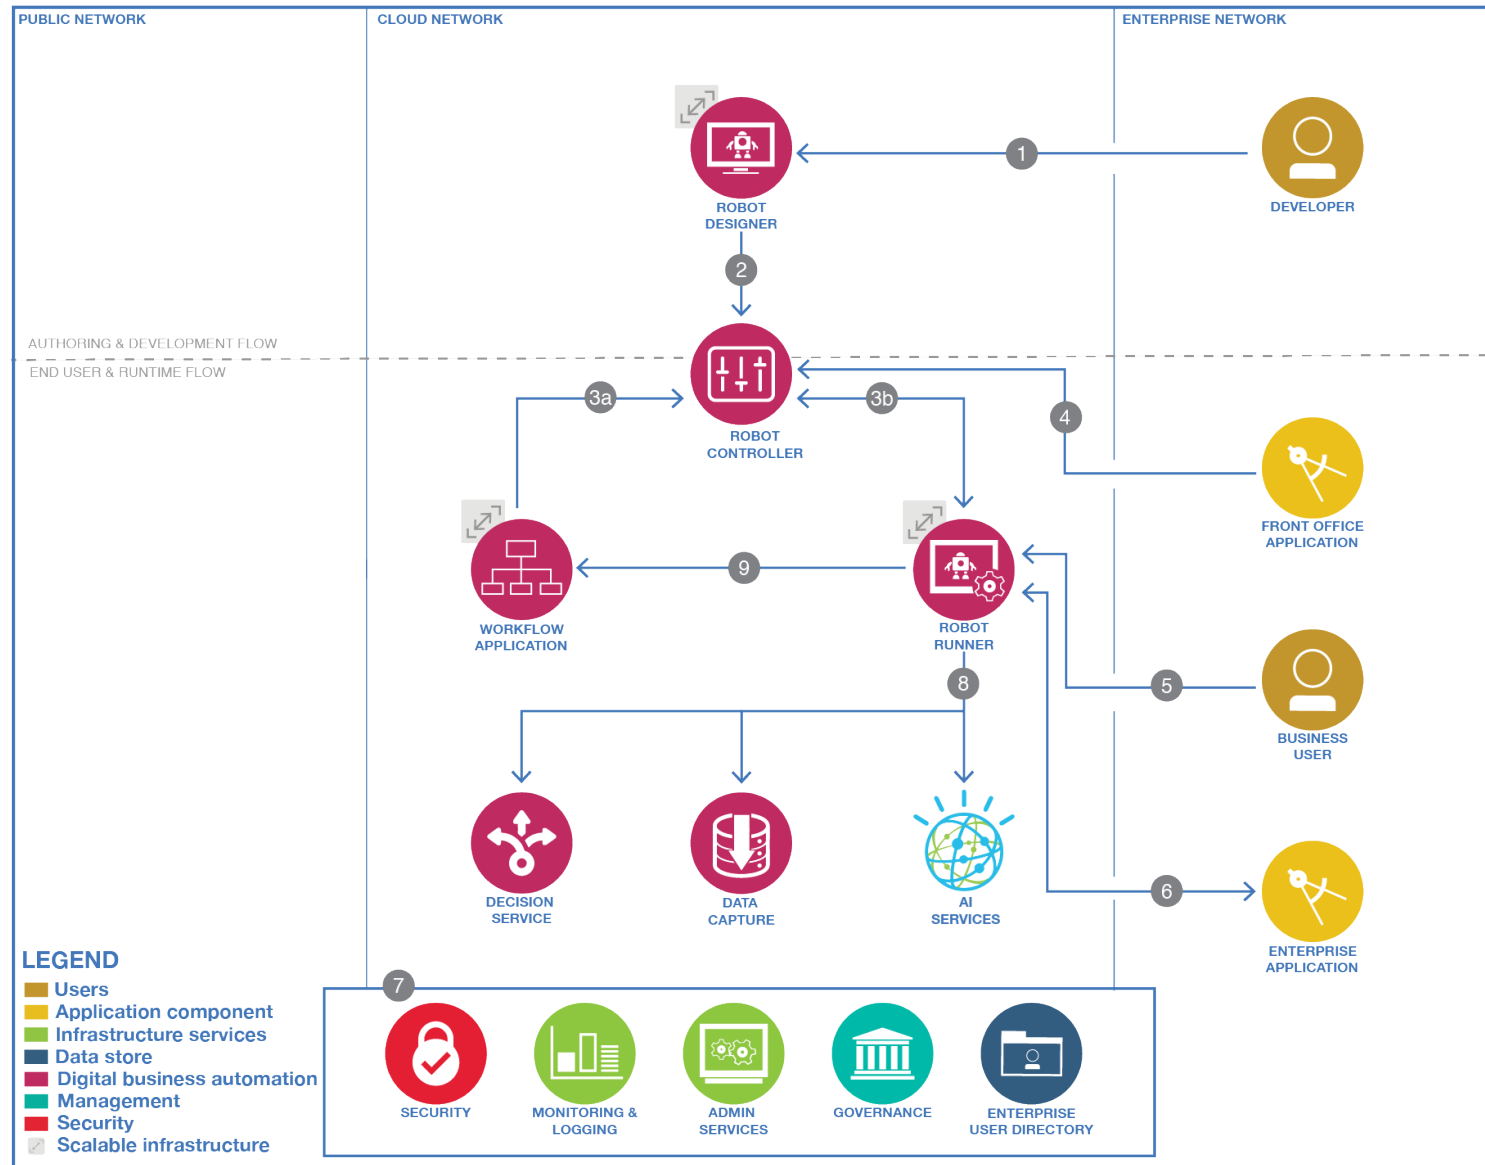 PUBLIC NETWORK
CLOUD NETWORK
ENTERPRISE NETWORK
1
ROBOT
DESIGNER
DEVELOPER
2
AUTHORING & DEVELOPMENT FLOW
END USER & RUNTIME FLOW
3a
3b
4
ROBOT
CONTROLLER
FRONT OFFICE
APPLICATION
9
WORKFLOW
APPLICATION
ROBOT
RUNNER
8
5
BUSINESS
USER
6
DECISION
SERVICE
DATA
CAPTURE
AI
SERVICES
ENTERPRISE
APPLICATION
LEGEND
Users
Application component
Infrastructure services
Data store
Digital business automation
Management
Security
Scalable infrastructure
7
SECURITY
MONITORING &
LOGGING
ADMIN
SERVICES
GOVERNANCE
ENTERPRISE
USER DIRECTORY